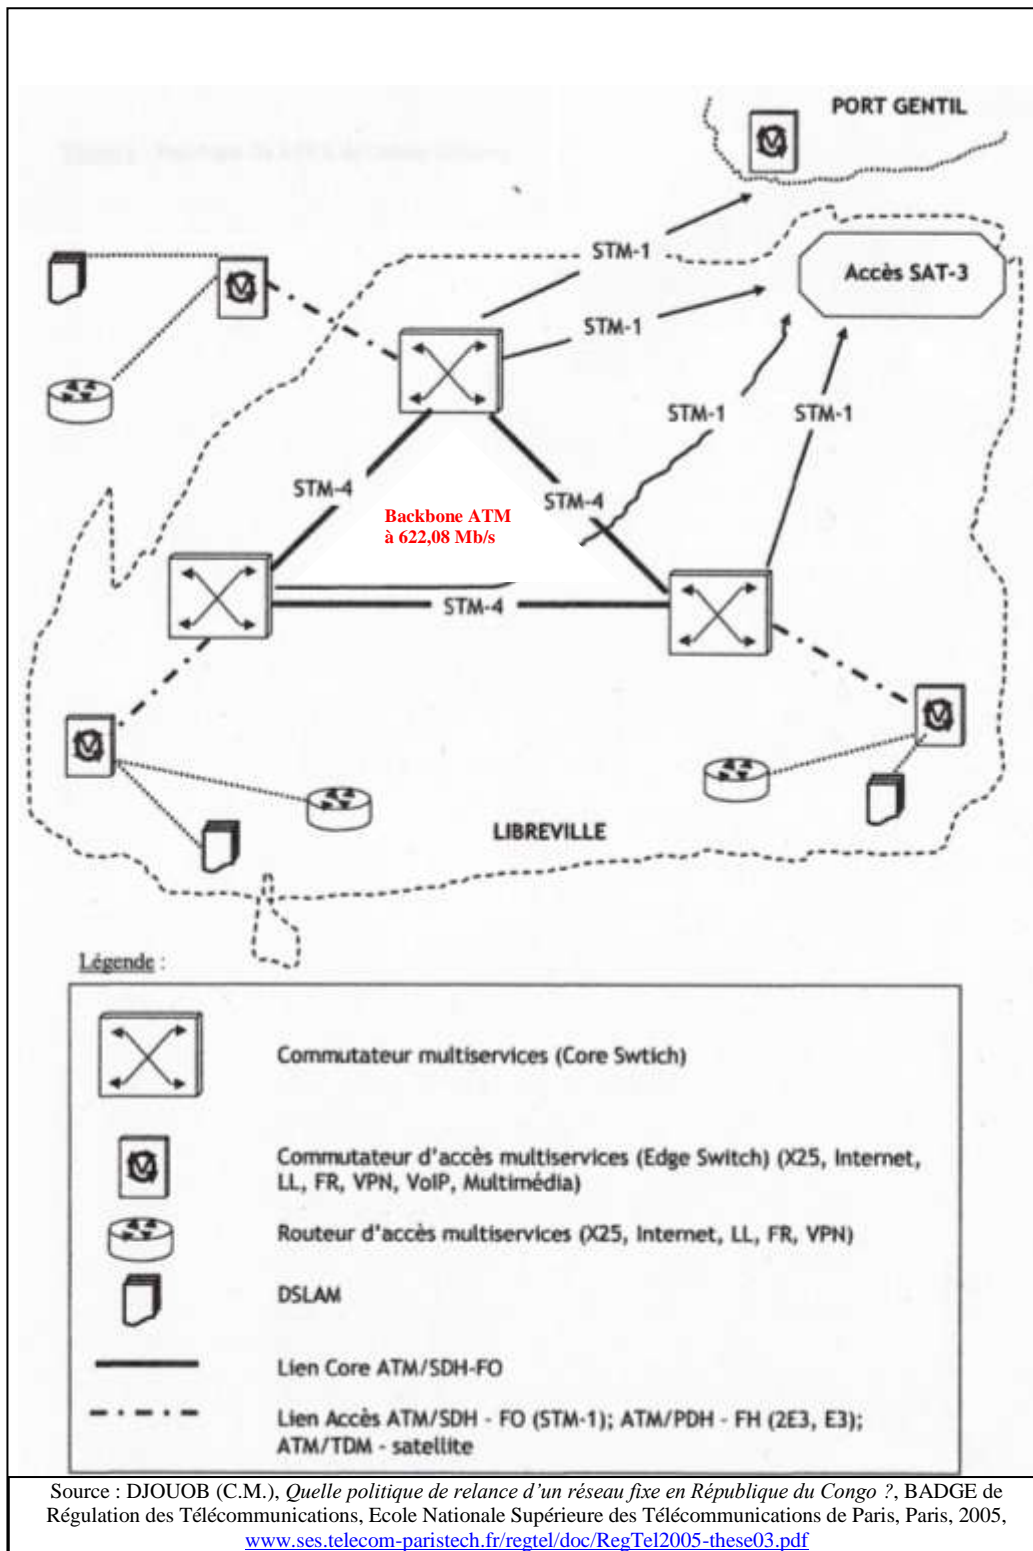 PORT GENTIL
STM-1
Accès SAT-3
STM-1
STM-1
STM-1
STM-4
STM-4
Backbone ATM
à 622,08 Mb/s
STM-4
LIBREVILLE
Légende :
Commutateur multiservices (Core Swtich)
Commutateur d'accès multiservices (Edge Switch) (X25, Internet,
LL, FR, VPN, VoIP, Multimédia)
Routeur d'accès multiservices (X25, Internet, LL, FR, VPN)
DSLAM
Lien Core ATM/SDH-FO
Lien Accès ATM/SDH - FO (STM-1); ATM/PDH - FH (2E3, E3);
ATM/TDM - satellite
Source : DJOUOB (C.M.), Quelle politique de relance d'un réseau fixe en République du Congo ?, BADGE de
Régulation des Télécommunications, Ecole Nationale Supérieure des Télécommunications de Paris, Paris, 2005,
www.ses.telecom-paristech.fr/regtel/doc/RegTel2005-these03.pdf